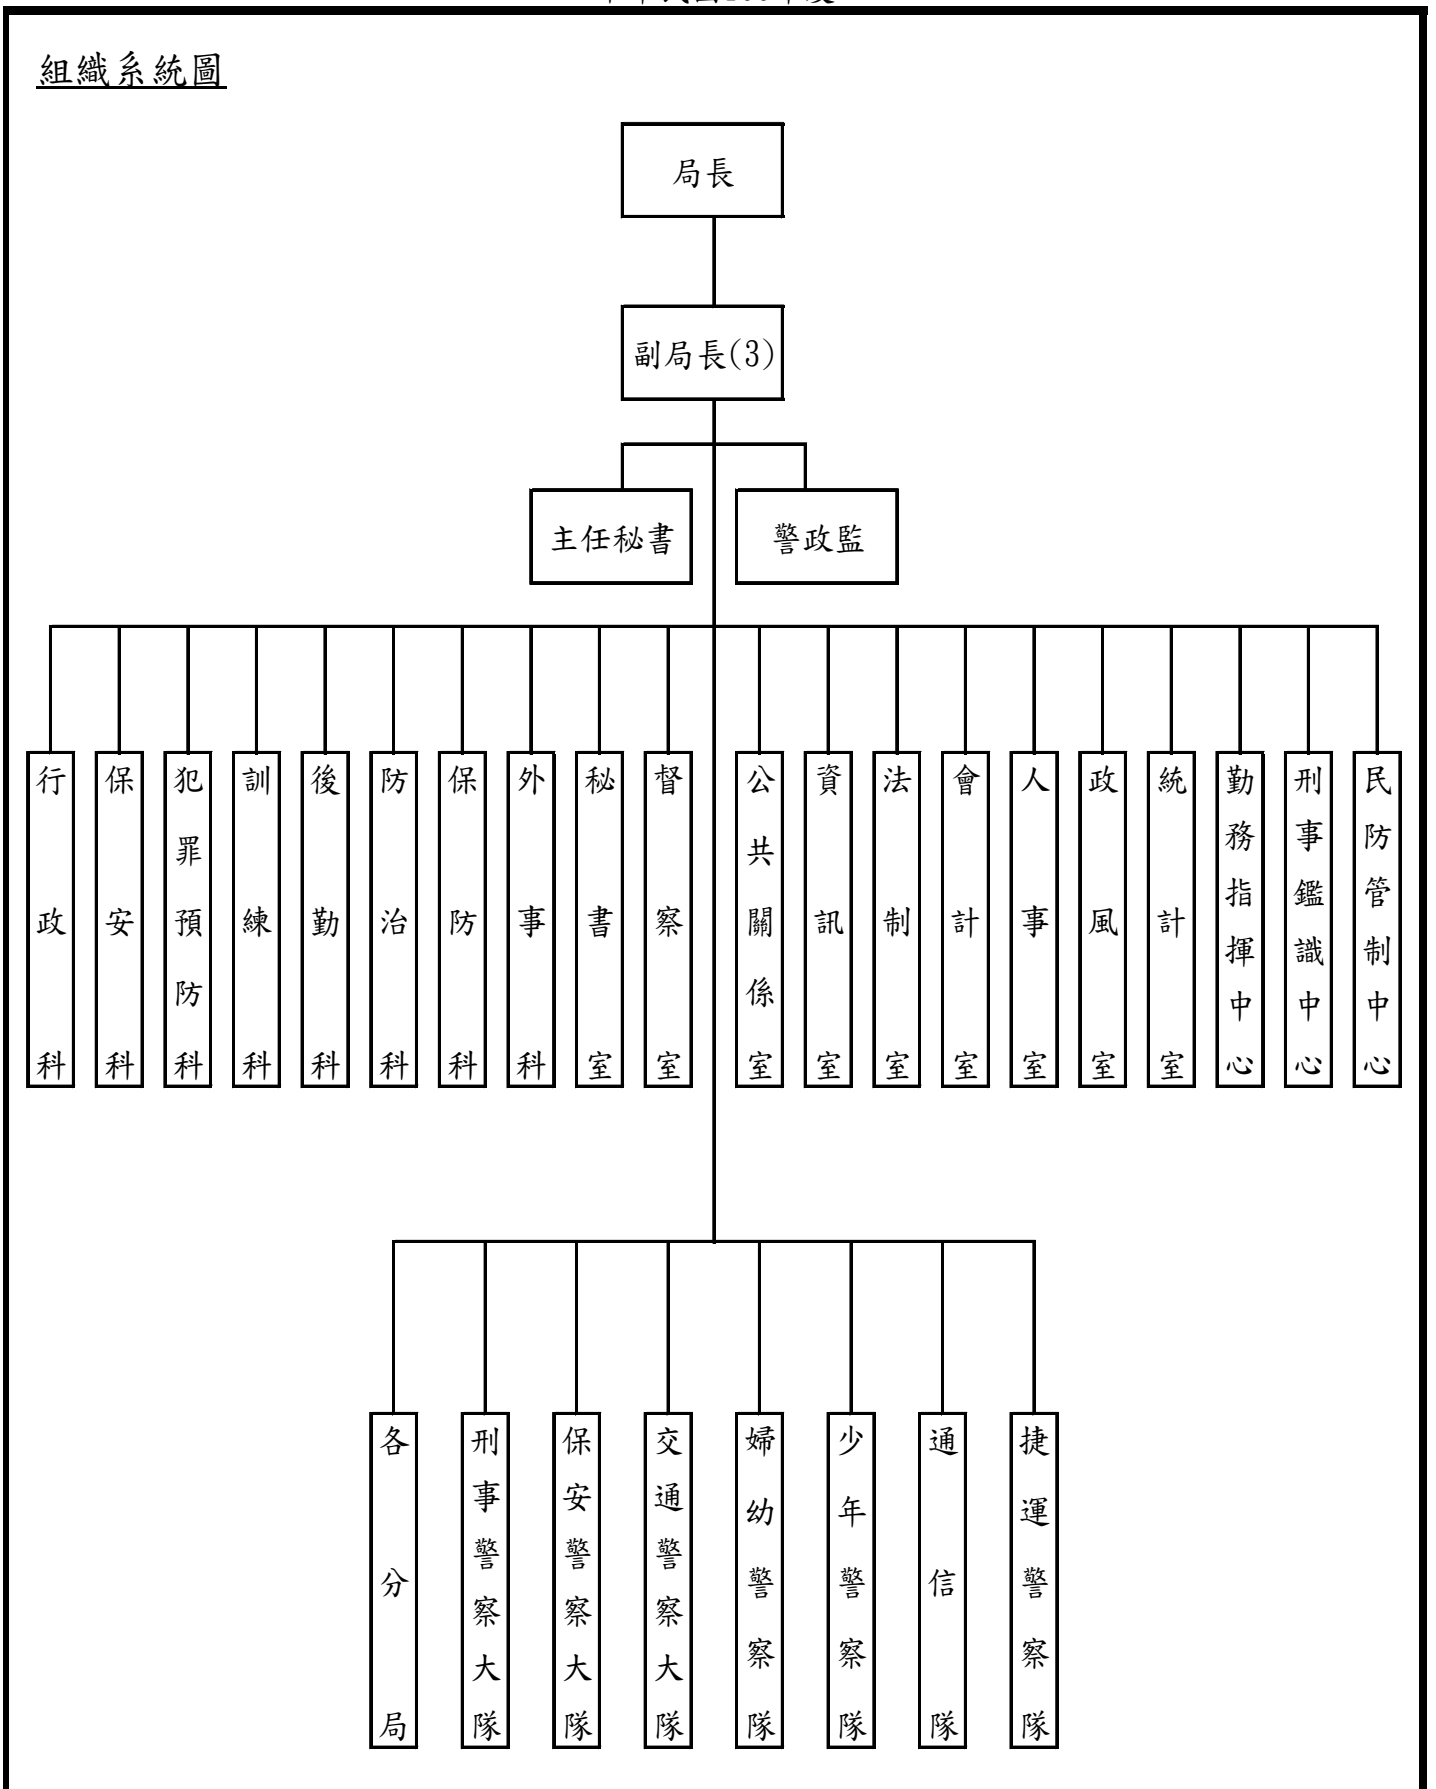 組織系統圖
局長
副局長(3)
主任秘書
警政監
行政科
保安科
犯罪預防科
訓練科
後勤科
防治科
保防科
外事科
秘書室
督察室
公共關係室
資訊室
法制室
會計室
人事室
政風室
統計室
勤務指揮中心
刑事鑑識中心
民防管制中心
各分局
刑事警察大隊
保安警察大隊
交通警察大隊
婦幼警察隊
少年警察隊
通信隊
捷運警察隊